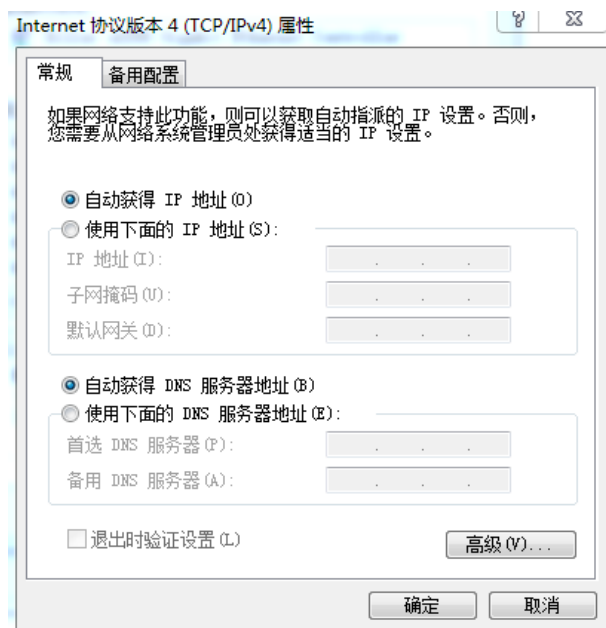 Internet 协议版本 4 (TCP/IPv4) 属性
常规
备用配置
如果网络支持此功能，则可以获取自动指派的 IP 设置。否则，
您需要从网络系统管理员处获得适当的 IP 设置。
自动获得 IP 地址(O)
使用下面的 IP 地址(S):
IP 地址(I):
子网掩码(U):
默认网关(D):
自动获得 DNS 服务器地址(B)
使用下面的 DNS 服务器地址(E):
首选 DNS 服务器(P):
备用 DNS 服务器(A):
退出时验证设置(L)
高级(V)...
确定
取消